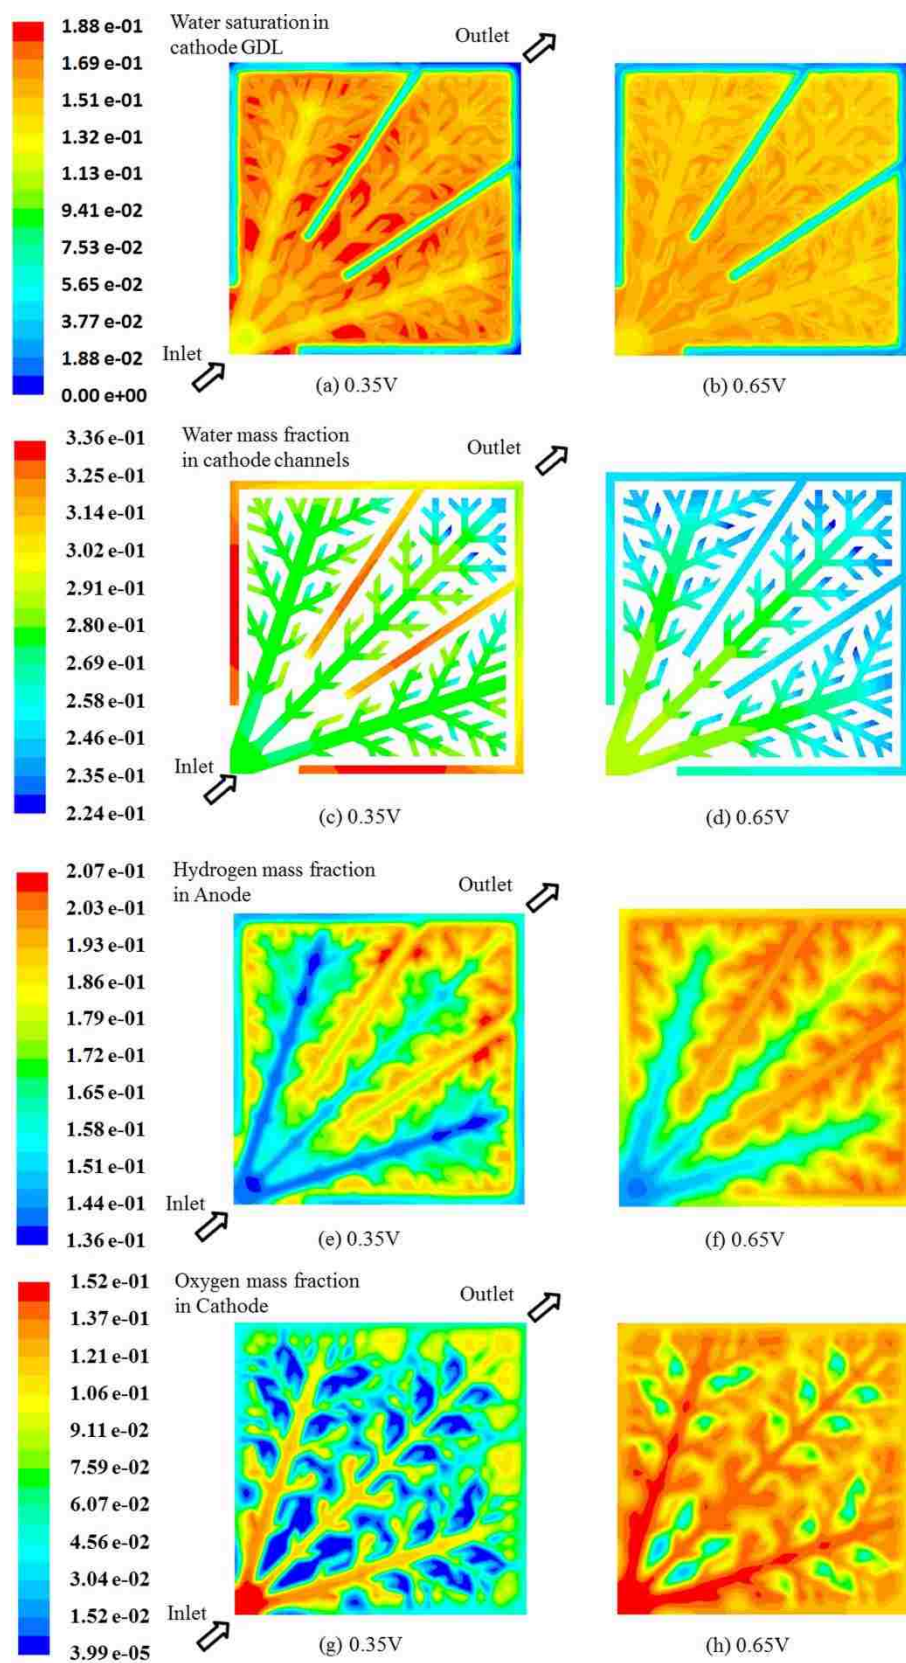 1.88 e-01
1.69 e-01
1.51 e-01
1.32 e-01
1.13 e-01
9.41 e-02
7.53 e-02
5.65 e-02
3.77 e-02
1.88 e-02
0.00 e+00
Water saturation in
cathode GDL
Outlet
Inlet
(a) 0.35V
(b) 0.65V
3.36 e-01
3.25 e-01
3.14 e-01
3.02 e-01
2.91 e-01
2.80 e-01
2.69 e-01
2.58 e-01
2.46 e-01
2.35 e-01
2.24 e-01
Water mass fraction
in cathode channels
Outlet
Inlet
(c) 0.35V
(d) 0.65V
2.07 e-01
2.03 e-01
1.93 e-01
1.86 e-01
1.79 e-01
1.72 e-01
1.65 e-01
1.58 e-01
1.51 e-01
1.44 e-01
1.36 e-01
Hydrogen mass fraction
in Anode
Outlet
Inlet
(e) 0.35V
(f) 0.65V
1.52 e-01
1.37 e-01
1.21 e-01
1.06 e-01
9.11 e-02
7.59 e-02
6.07 e-02
4.56 e-02
3.04 e-02
1.52 e-02
3.99 e-05
Oxygen mass fraction
in Cathode
Outlet
Inlet
(g) 0.35V
(h) 0.65V